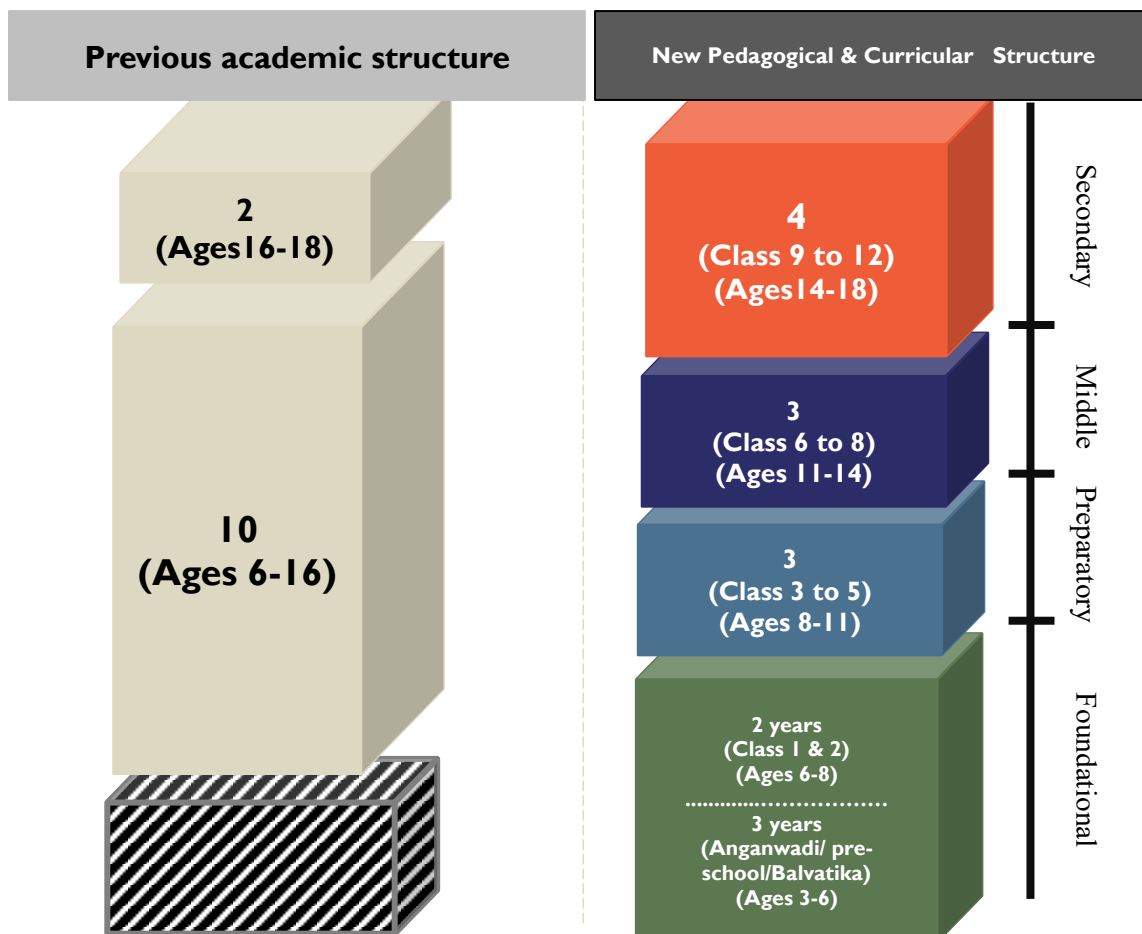 Previous academic structure
New Pedagogical & Curricular Structure
2
(Ages16-18)
10
(Ages 6-16)
4
(Class 9 to 12)
(Ages14-18)
3
(Class 6 to 8)
(Ages 11-14)
3
(Class 3 to 5)
(Ages 8-11)
2 years
(Class 1 & 2)
(Ages 6-8)
................................
3 years
(Anganwadi/ pre-
school/Balvatika)
(Ages 3-6)
Secondary
Middle
Preparatory
Foundational